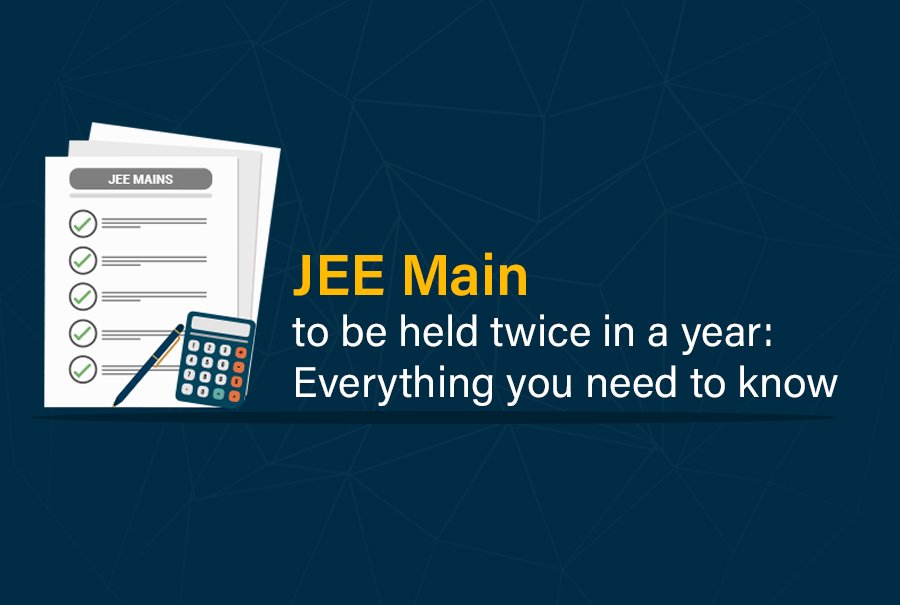 JEE MAINS
JEE Main
to be held twice in a year:
Everything you need to know